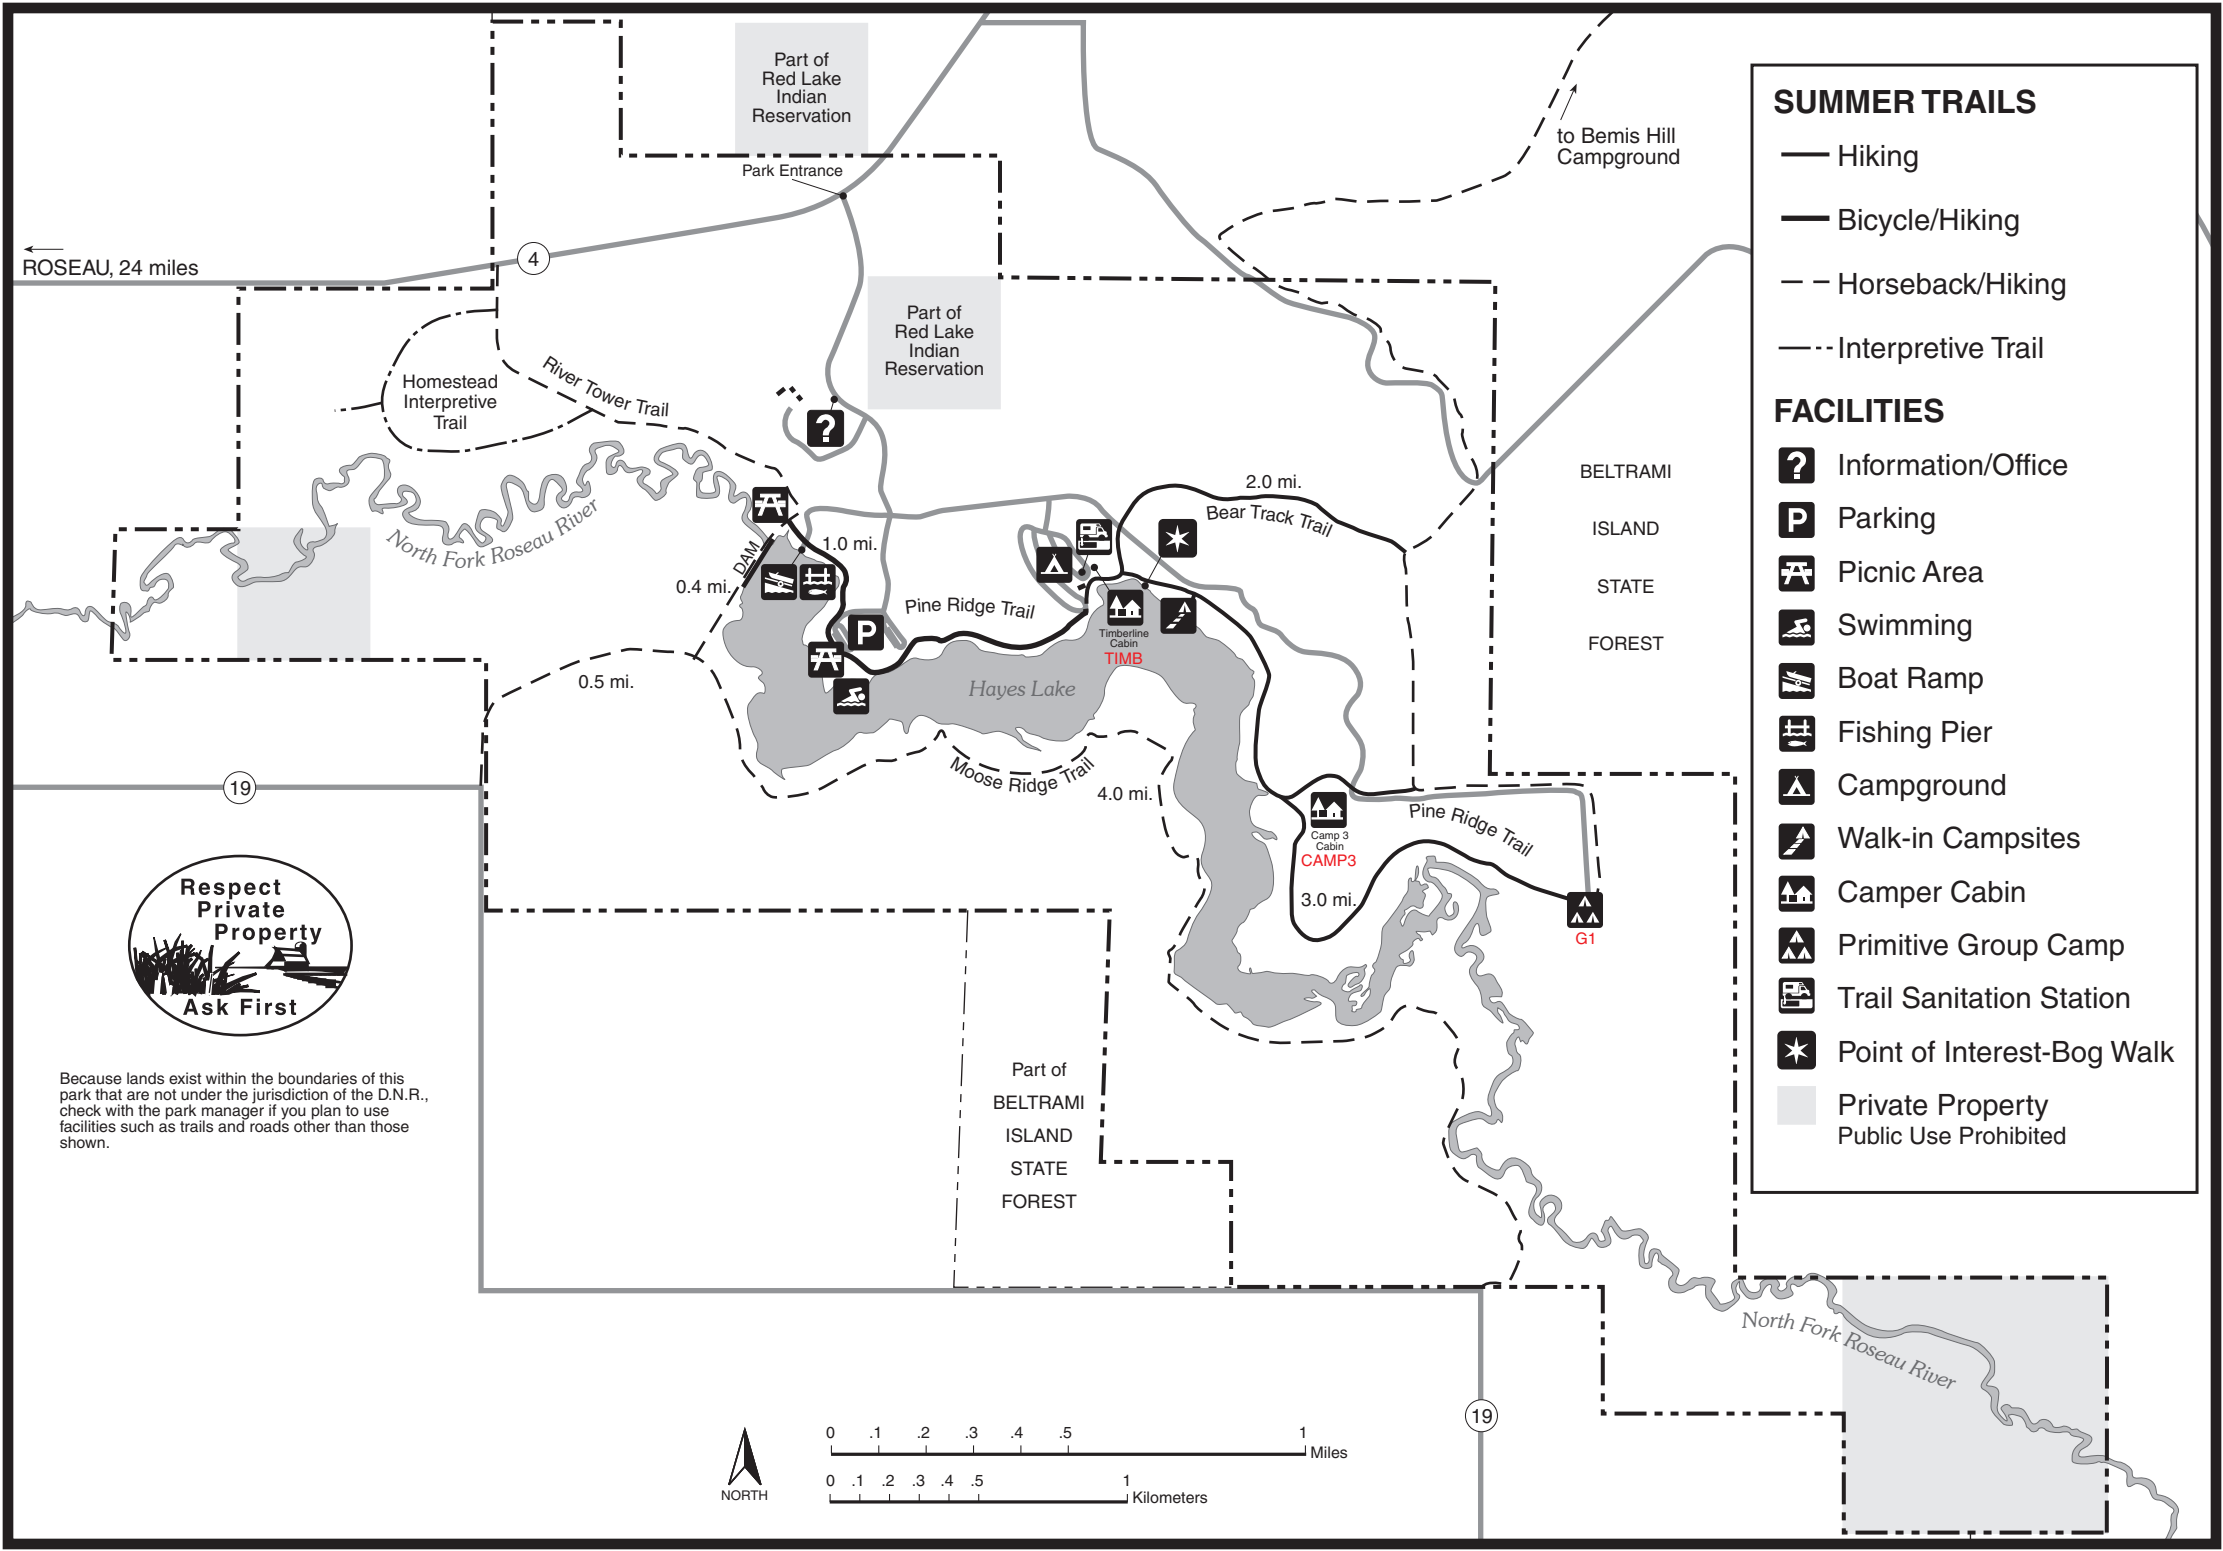 Part of
Red Lake
Indian
Reservation
Park Entrance
to Bemis Hill
Campground
ROSEAU, 24 miles
4
Part of
Red Lake
Indian
Reservation
River Tower Trail
Homestead
Interpretive
Trail
?
North Fork Roseau River
DAM
1.0 mi.
0.4 mi.
2.0 mi.
Bear Track Trail
BELTRAMI
ISLAND
STATE
FOREST
Pine Ridge Trail
P
Timberline
Cabin
TIMB
0.5 mi.
Hayes Lake
Moose Ridge Trail
4.0 mi.
19
Camp 3
Cabin
CAMP3
Pine Ridge Trail
3.0 mi.
G1
Respect
Private
Property
Ask First
Because lands exist within the boundaries of this
park that are not under the jurisdiction of the D.N.R.,
check with the park manager if you plan to use
facilities such as trails and roads other than those
shown.
Part of
BELTRAMI
ISLAND
STATE
FOREST
North Fork Roseau River
19
NORTH
0 .1 .2 .3 .4 .5 1
Miles
0 .1 .2 .3 .4 .5 1
Kilometers
SUMMER TRAILS
Hiking
Bicycle/Hiking
Horseback/Hiking
Interpretive Trail
FACILITIES
? Information/Office
P Parking
Picnic Area
Swimming
Boat Ramp
Fishing Pier
Campground
Walk-in Campsites
Camper Cabin
Primitive Group Camp
Trail Sanitation Station
Point of Interest-Bog Walk
Private Property
Public Use Prohibited